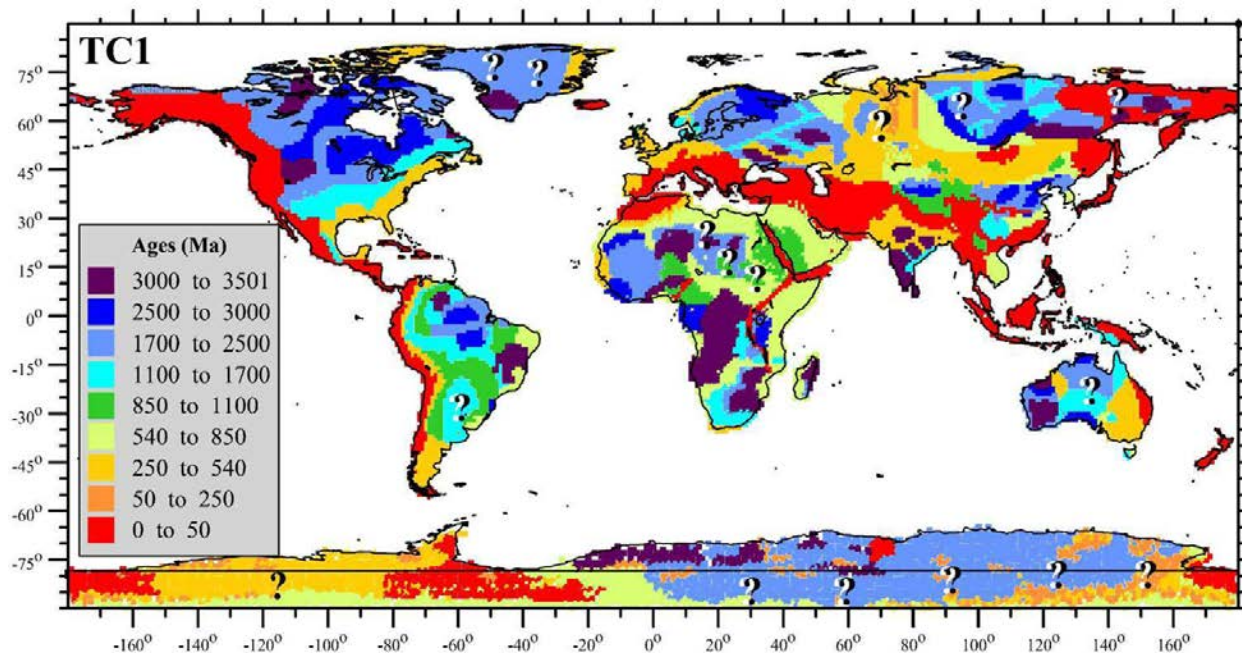 TC1
75°
60°
45°
30°
15°
0°
-15°
-30°
-45°
-60°
-75°
Ages (Ma)
3000 to 3501
2500 to 3000
1700 to 2500
1100 to 1700
850 to 1100
540 to 850
250 to 540
50 to 250
0 to 50
? ?
?
?
?
?
?
?
?
?
? ? ? ? ? ?
-160° -140° -120° -100° -80° -60° -40° -20° 0° 20° 40° 60° 80° 100° 120° 140° 160°